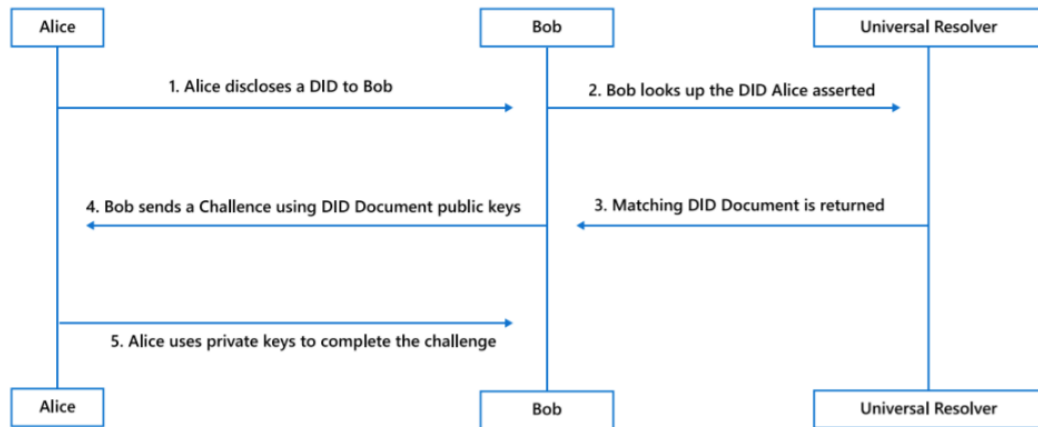 Alice
Bob
Universal Resolver
1. Alice discloses a DID to Bob
2. Bob looks up the DID Alice asserted
4. Bob sends a Challence using DID Document public keys
3. Matching DID Document is returned
5. Alice uses private keys to complete the challenge
Alice
Bob
Universal Resolver